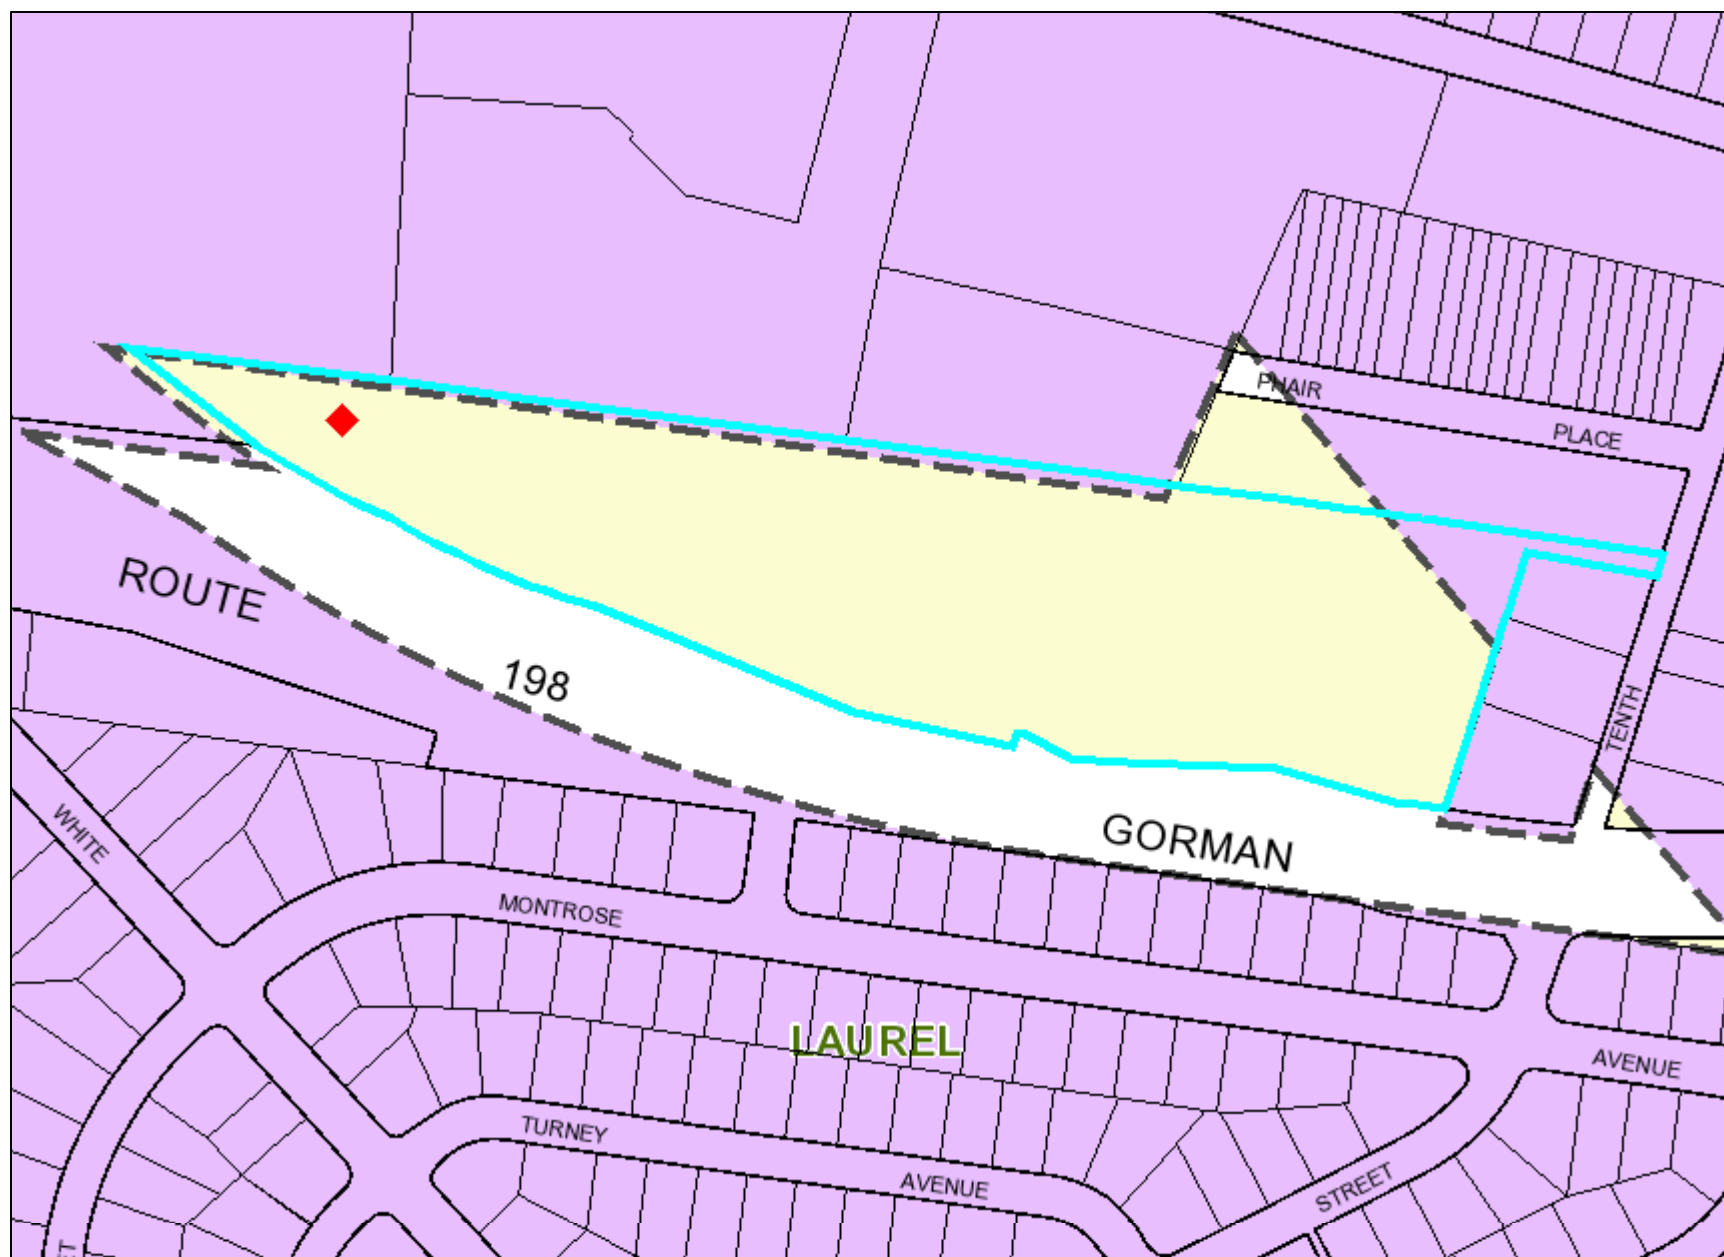 PHAIR
PLACE
ROUTE
198
TENTH
GORMAN
WHITE
MONTROSE
LAUREL
AVENUE
TURNEY
AVENUE
STREET